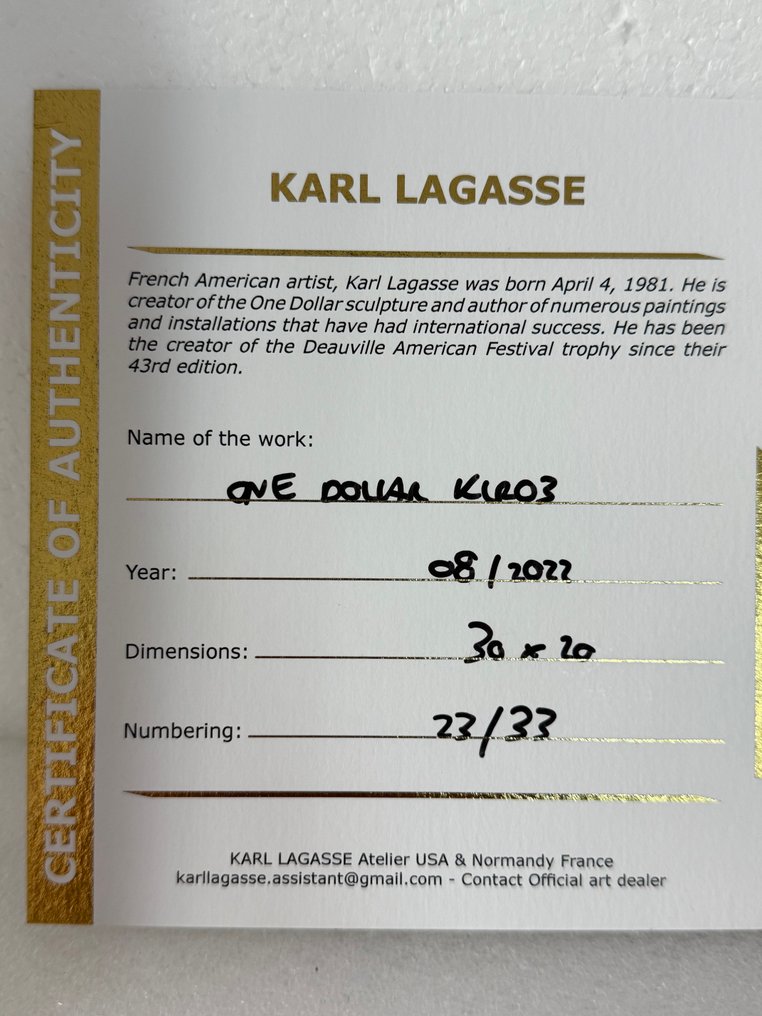 CERTIFICATE OF AUTHENTICITY
KARL LAGASSE
French American artist, Karl Lagasse was born April 4, 1981. He is
creator of the One Dollar sculpture and author of numerous paintings
and installations that have had international success. He has been
the creator of the Deauville American Festival trophy since their
43rd edition.
Name of the work:
ONE DOLLAR KLR03
Year: 08/2022
Dimensions: 30 x 20
Numbering: 23/33
KARL LAGASSE Atelier USA & Normandy France
karllagasse.assistant@gmail.com - Contact Official art dealer